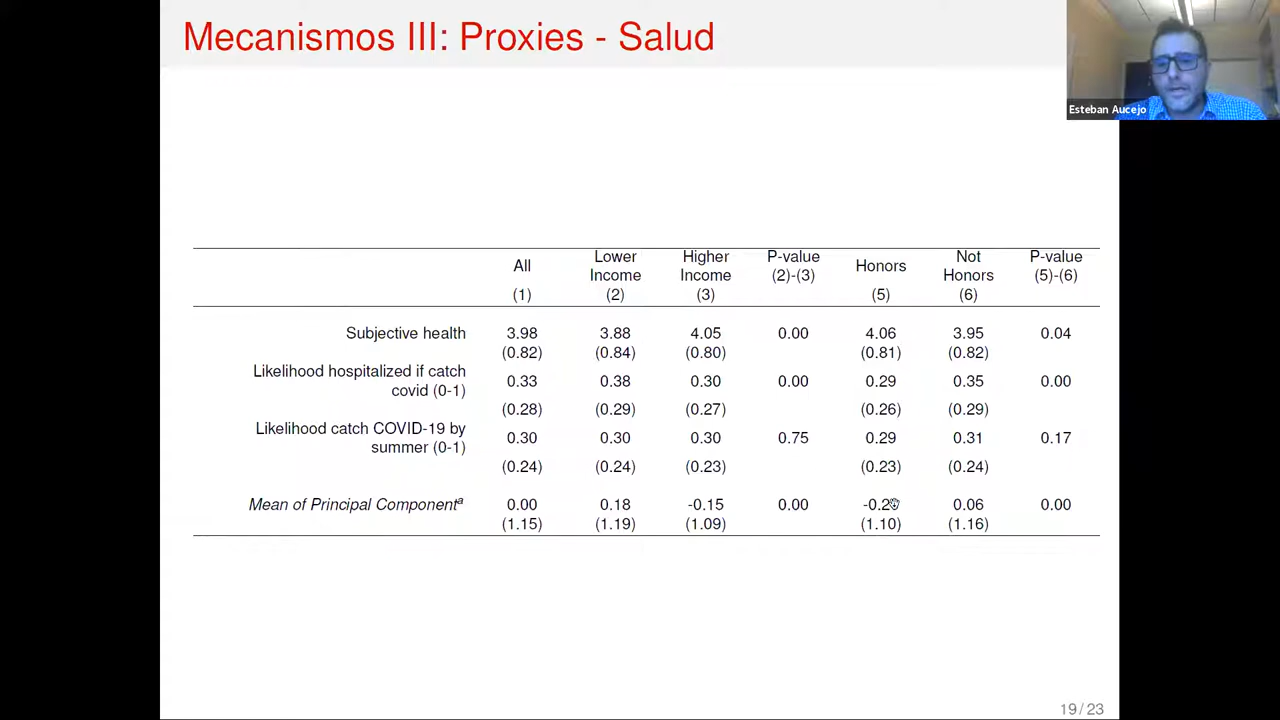 Mecanismos III: Proxies - Salud
Esteban Aucejo
All Lower Income Higher Income P-value (2)-(3) Honors Not Honors P-value (5)-(6)
(1) (2) (3) (5) (6)
Subjective health 3.98 3.88 4.05 0.00 4.06 3.95 0.04
(0.82) (0.84) (0.80) (0.81) (0.82)
Likelihood hospitalized if catch
covid (0-1) 0.33 0.38 0.30 0.00 0.29 0.35 0.00
(0.28) (0.29) (0.27) (0.26) (0.29)
Likelihood catch COVID-19 by
summer (0-1) 0.30 0.30 0.30 0.75 0.29 0.31 0.17
(0.24) (0.24) (0.23) (0.23) (0.24)
Mean of Principal Componentᵃ 0.00 0.18 -0.15 0.00 0.06 0.00
(1.15) (1.19) (1.09) (1.10) (1.16)
19 / 23